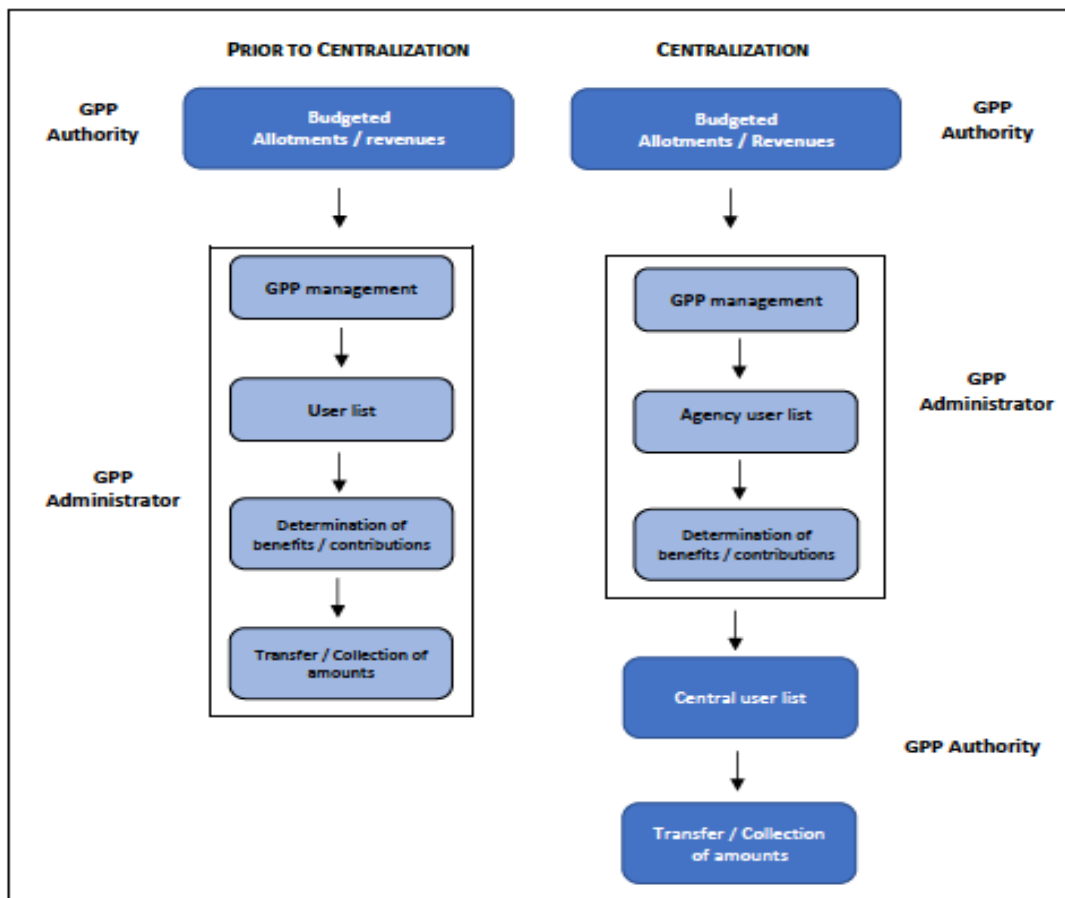 PRIOR TO CENTRALIZATION
GPP
Authority
Budgeted
Allotments / revenues
GPP management
User list
GPP
Administrator
Determination of
benefits / contributions
Transfer / Collection of
amounts
CENTRALIZATION
Budgeted
Allotments / Revenues
GPP
Authority
GPP management
Agency user list
GPP
Administrator
Determination of
benefits / contributions
Central user list
GPP Authority
Transfer / Collection
of amounts